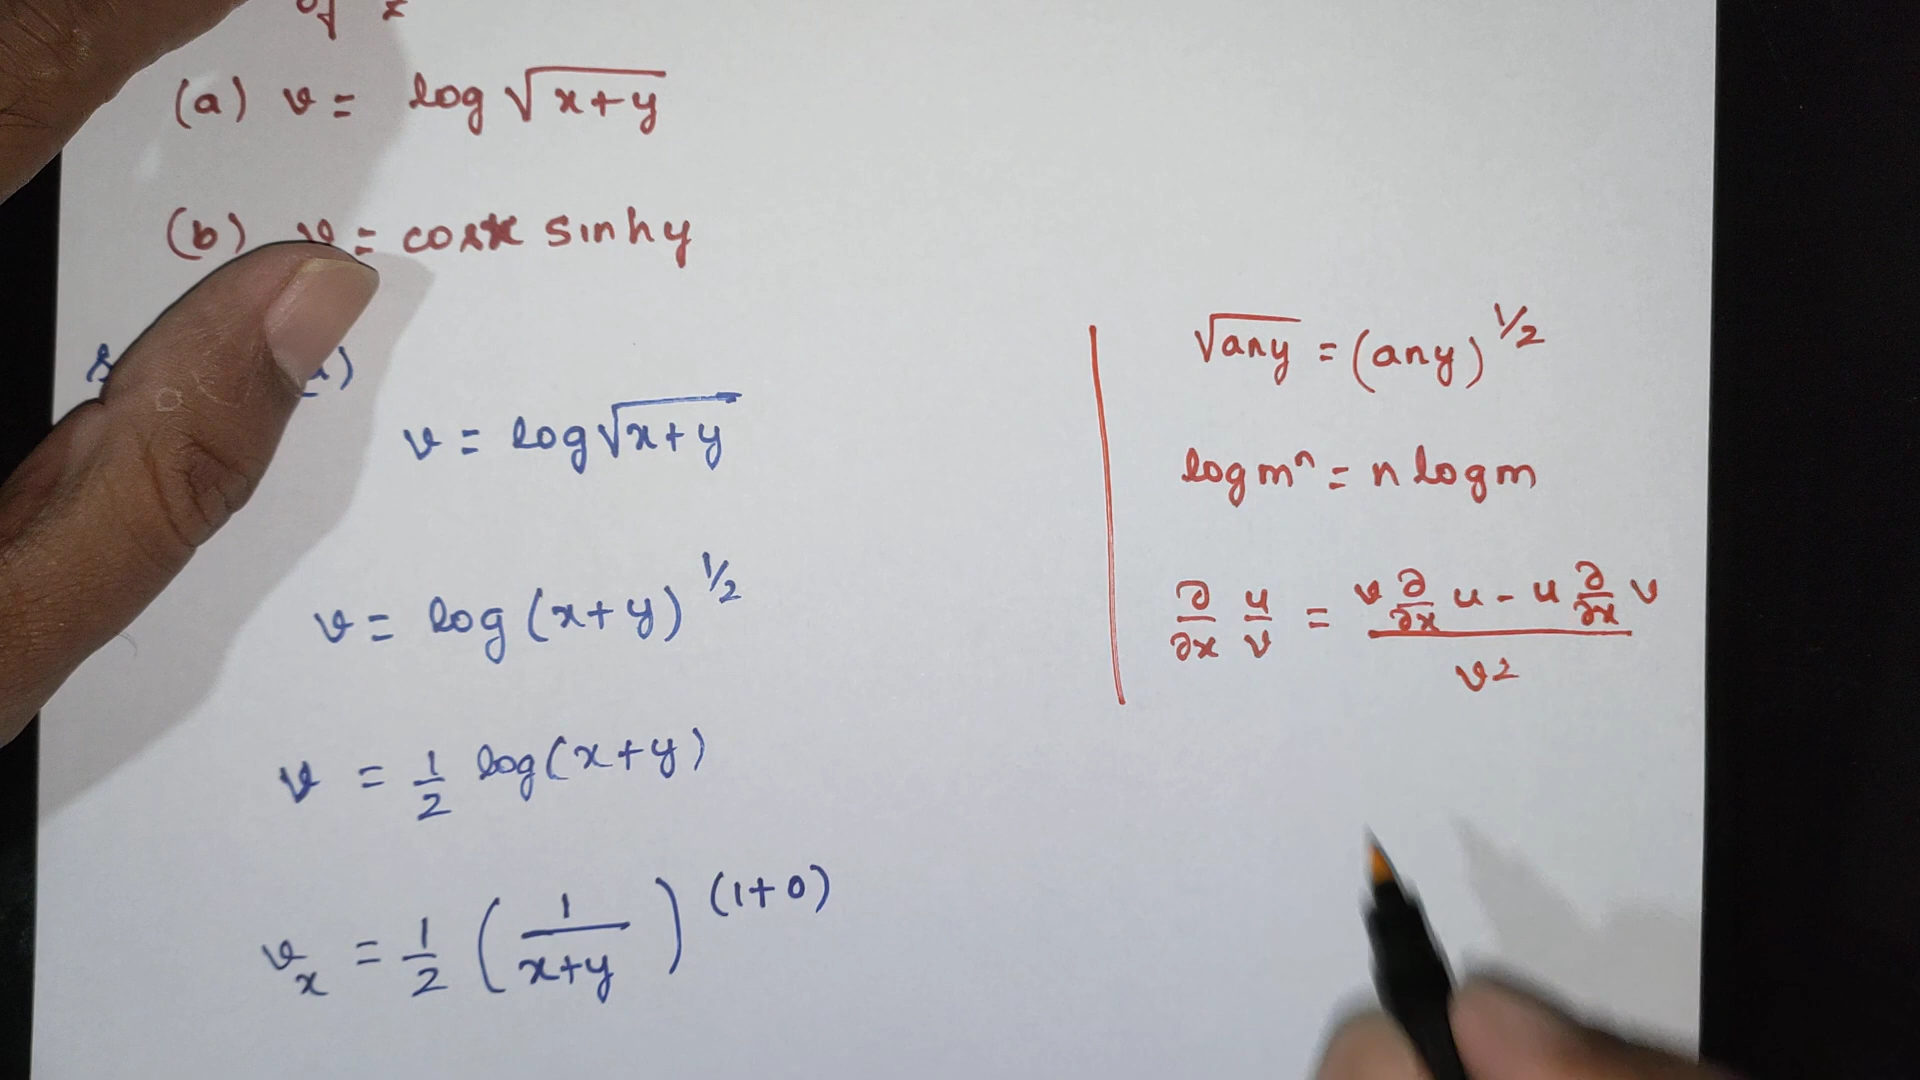 of z
(a) v = log √(x+y)
(b) v = cosx sinhy
v = log√(x+y)
v = log (x+y)^1/2
v = 1/2 log(x+y)
v_x = 1/2 (1/(x+y)) (1+0)
√any = (any)^1/2
log m^n = n log m
∂/∂x u/v = (v ∂/∂x u - u ∂/∂x v)/v²